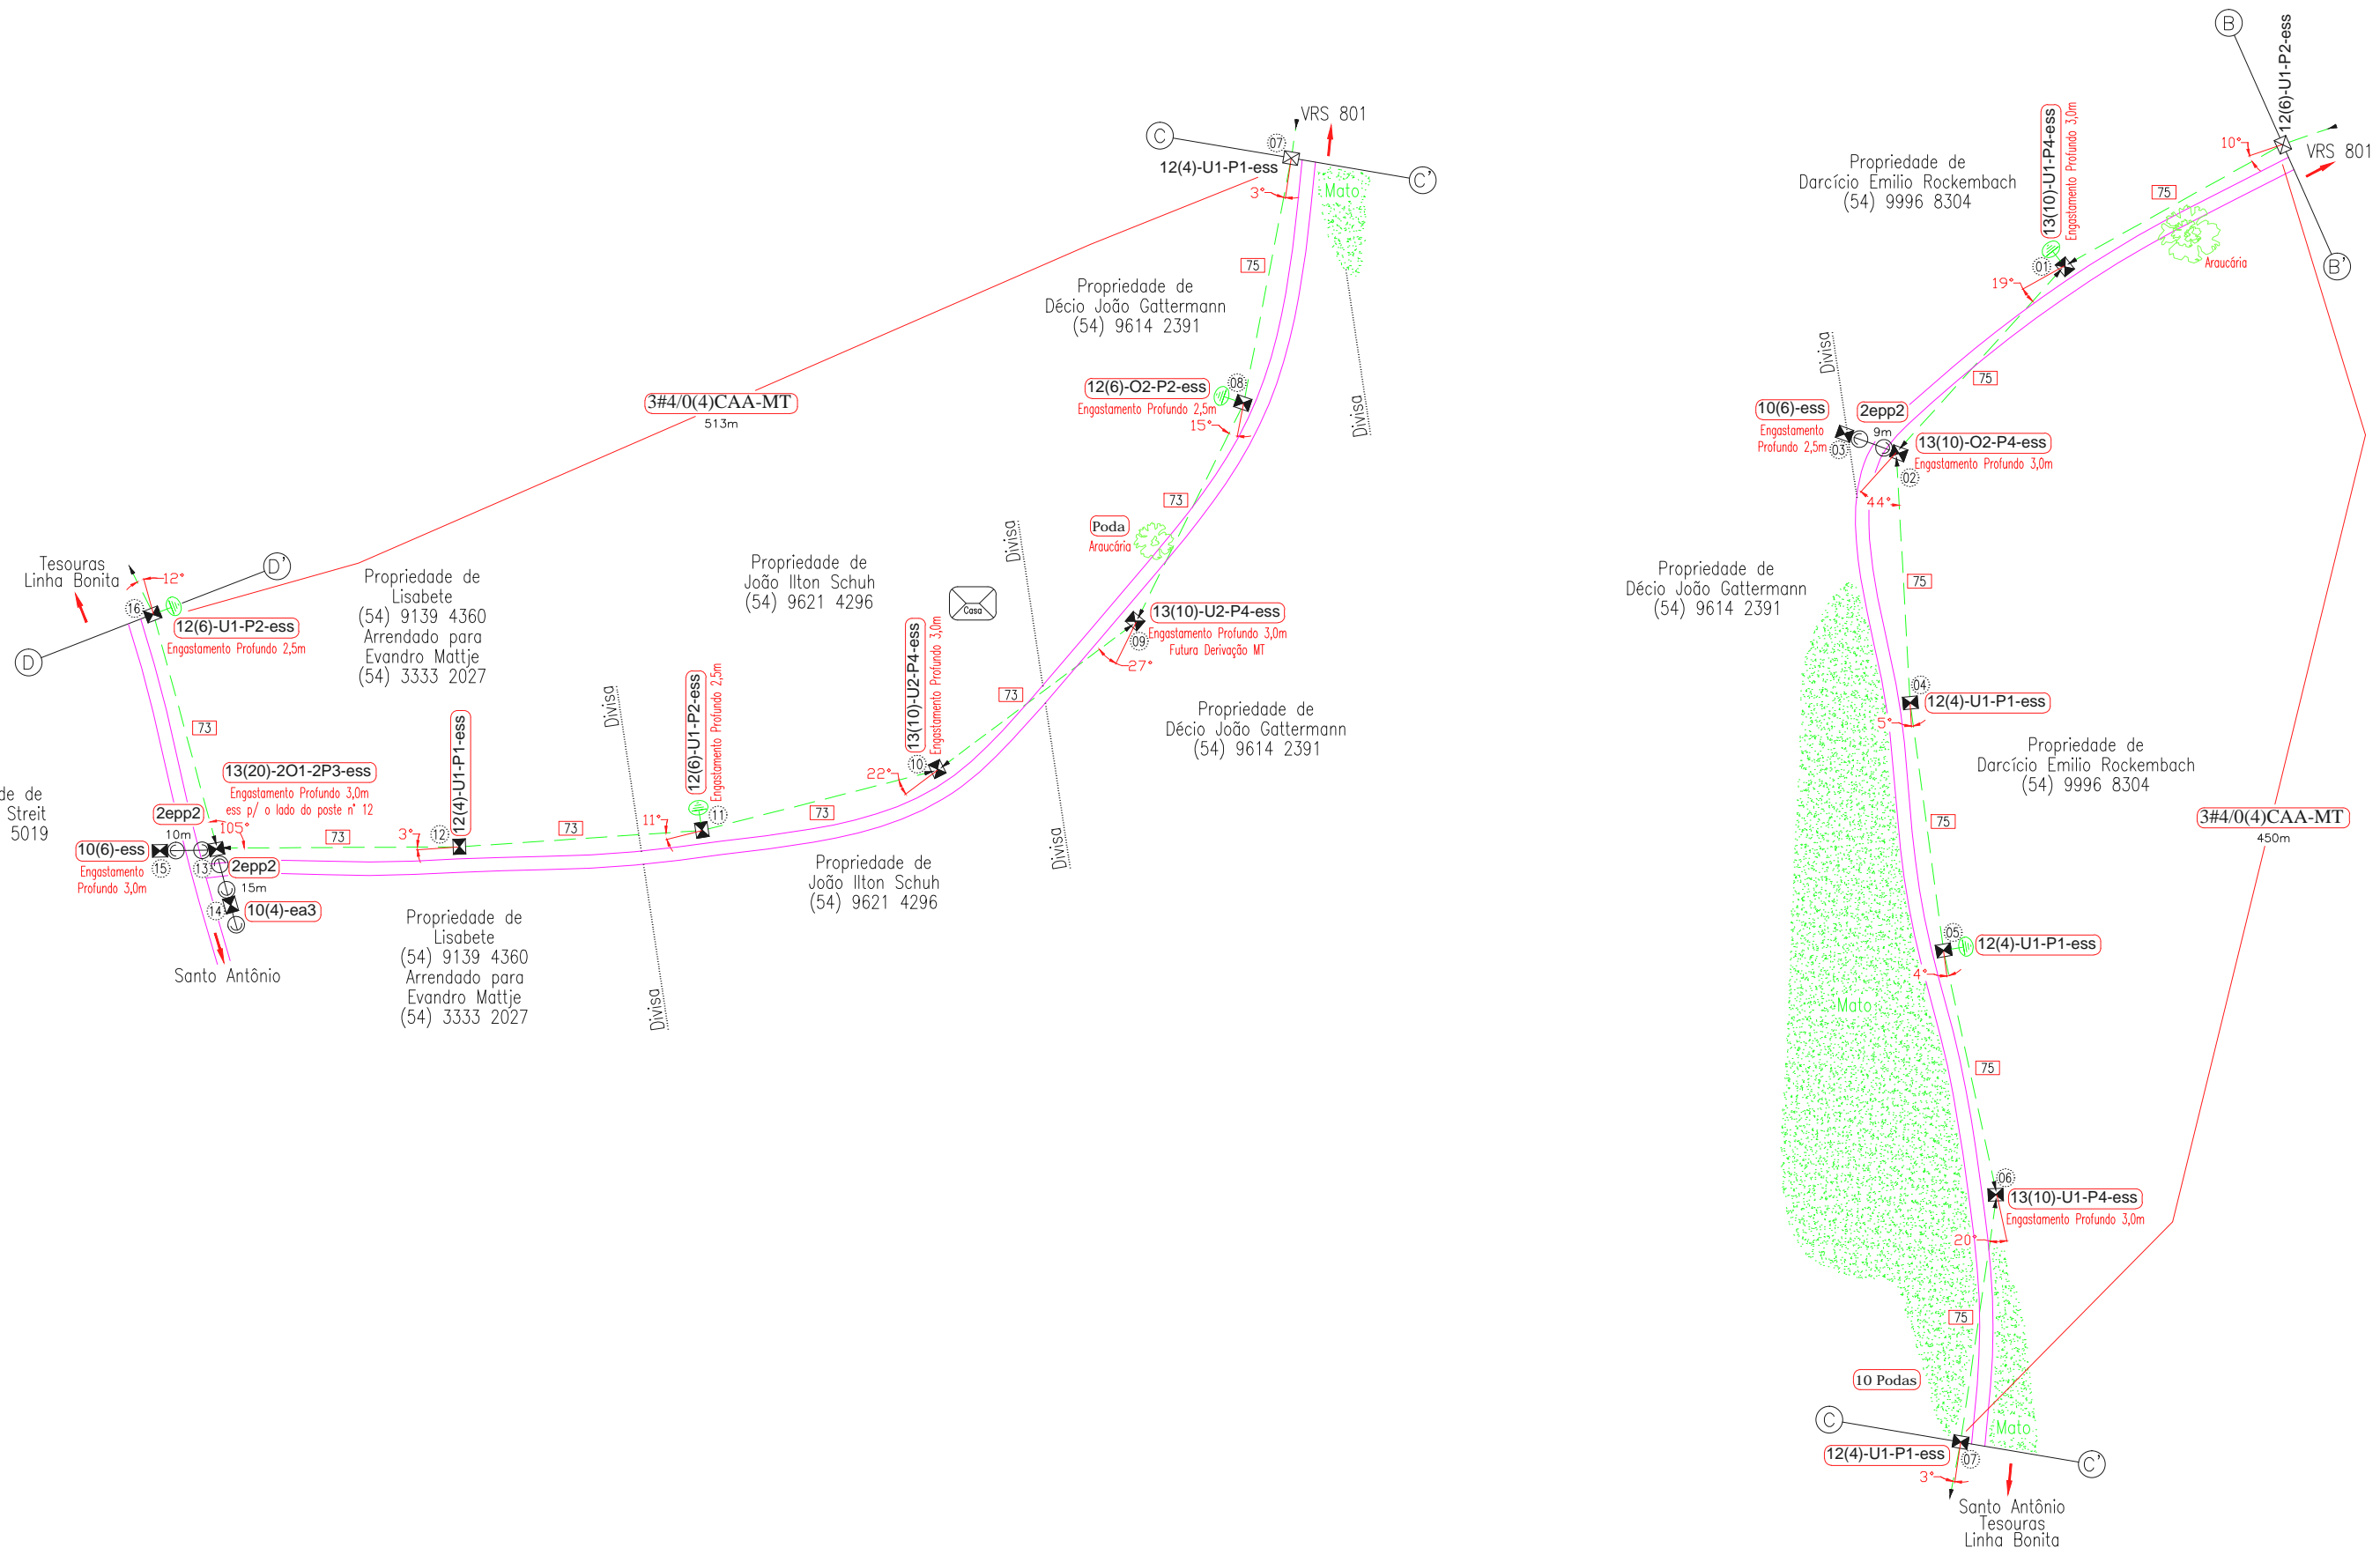 VRS 801
C
07
12(4)-U1-P1-ess
C'
Mato
3°
75
Propriedade de
Décio João Gattermann
(54) 9614 2391
Divisa
12(6)-O2-P2-ess
08
Engastamento Profundo 2,5m
15°
3#4/0(4)CAA-MT
513m
73
Poda
Araucária
Divisa
Propriedade de
João Ilton Schuh
(54) 9621 4296
Casa
13(10)-U2-P4-ess
09
Engastamento Profundo 3,0m
Futura Derivação MT
27°
13(10)-U2-P4-ess
Engastamento Profundo 3,0m
73
Propriedade de
Décio João Gattermann
(54) 9614 2391
10
22°
Divisa
Tesouras
Linha Bonita
D'
12°
16
12(6)-U1-P2-ess
Engastamento Profundo 2,5m
D
Propriedade de
Lisabete
(54) 9139 4360
Arrendado para
Evandro Mattje
(54) 3333 2027
Divisa
12(6)-U1-P2-ess
Engastamento Profundo 2,5m
12(4)-U1-P1-ess
73
13(20)-2O1-2P3-ess
Engastamento Profundo 3,0m
ess p/ o lado do poste n° 12
de de
Streit
5019
2epp2
105°
10m
73
3°
12
73
11°
11
73
10(6)-ess
15
13
2epp2
Engastamento
Profundo 3,0m
15m
14
10(4)-ea3
Santo Antônio
Propriedade de
Lisabete
(54) 9139 4360
Arrendado para
Evandro Mattje
(54) 3333 2027
Divisa
Propriedade de
João Ilton Schuh
(54) 9621 4296
B
12(6)-U1-P2-ess
10°
VRS 801
B'
13(10)-U1-P4-ess
Engastamento Profundo 3,0m
Propriedade de
Darcício Emilio Rockembach
(54) 9996 8304
75
Araucária
01
19°
Divisa
75
10(6)-ess
2epp2
Engastamento
Profundo 2,5m
03
9m
13(10)-O2-P4-ess
Engastamento Profundo 3,0m
02
44°
75
Propriedade de
Décio João Gattermann
(54) 9614 2391
04
12(4)-U1-P1-ess
5°
Propriedade de
Darcício Emilio Rockembach
(54) 9996 8304
75
3#4/0(4)CAA-MT
450m
05
12(4)-U1-P1-ess
4°
Mato
75
06
13(10)-U1-P4-ess
Engastamento Profundo 3,0m
20°
75
10 Podas
C
Mato
12(4)-U1-P1-ess
07
C'
3°
Santo Antônio
Tesouras
Linha Bonita